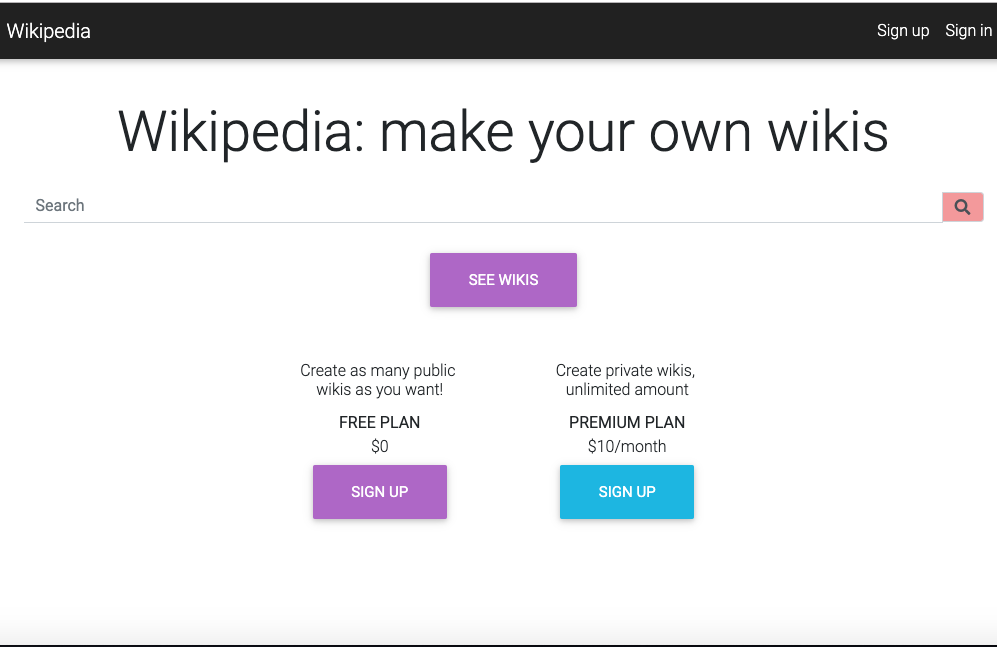 Wikipedia
Sign up
Sign in
Wikipedia: make your own wikis
Search
SEE WIKIS
Create as many public
wikis as you want!
FREE PLAN
$0
SIGN UP
Create private wikis,
unlimited amount
PREMIUM PLAN
$10/month
SIGN UP